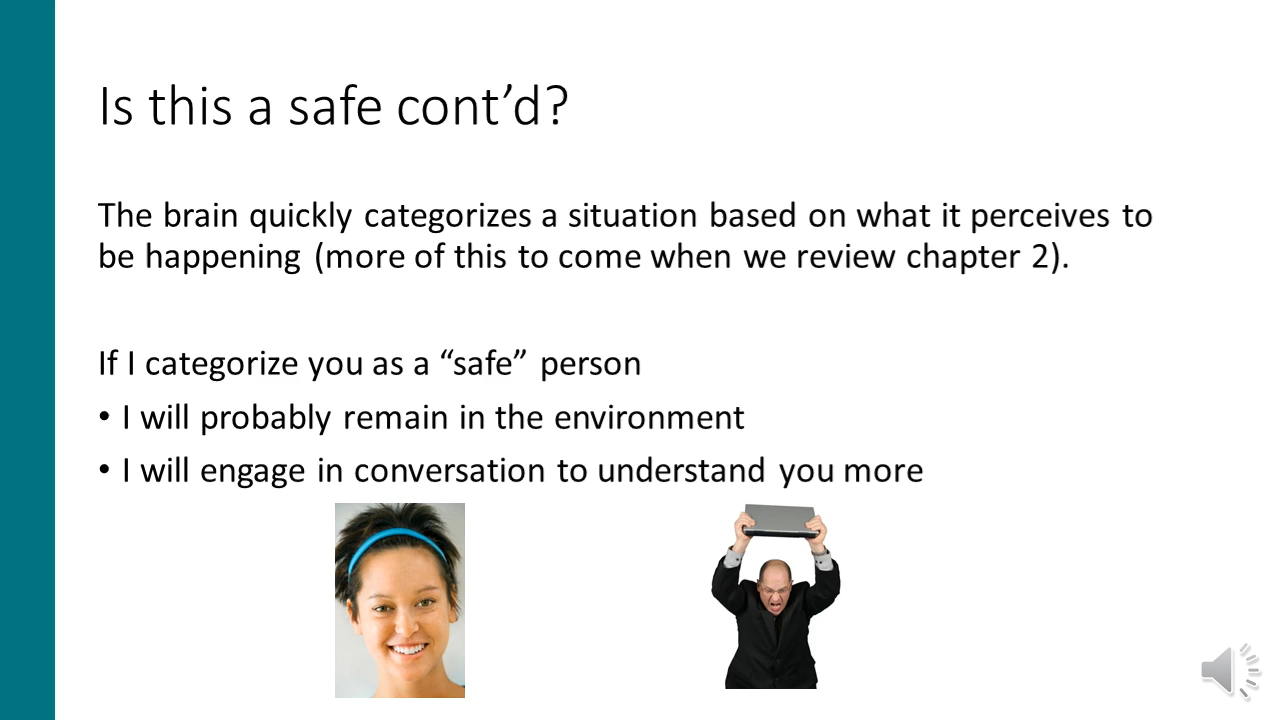 Is this a safe cont’d?
The brain quickly categorizes a situation based on what it perceives to
be happening (more of this to come when we review chapter 2).
If I categorize you as a “safe” person
• I will probably remain in the environment
• I will engage in conversation to understand you more